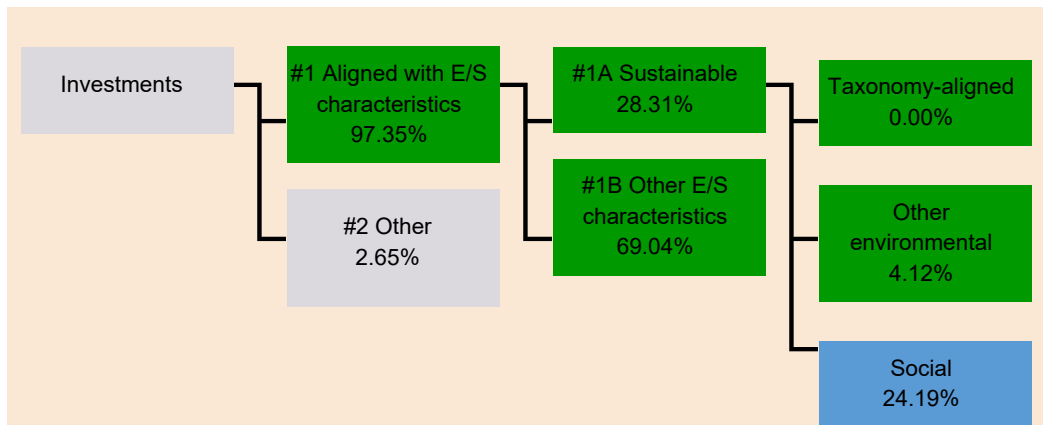 Investments
#1 Aligned with E/S
characteristics
97.35%
#2 Other
2.65%
#1A Sustainable
28.31%
#1B Other E/S
characteristics
69.04%
Taxonomy-aligned
0.00%
Other
environmental
4.12%
Social
24.19%